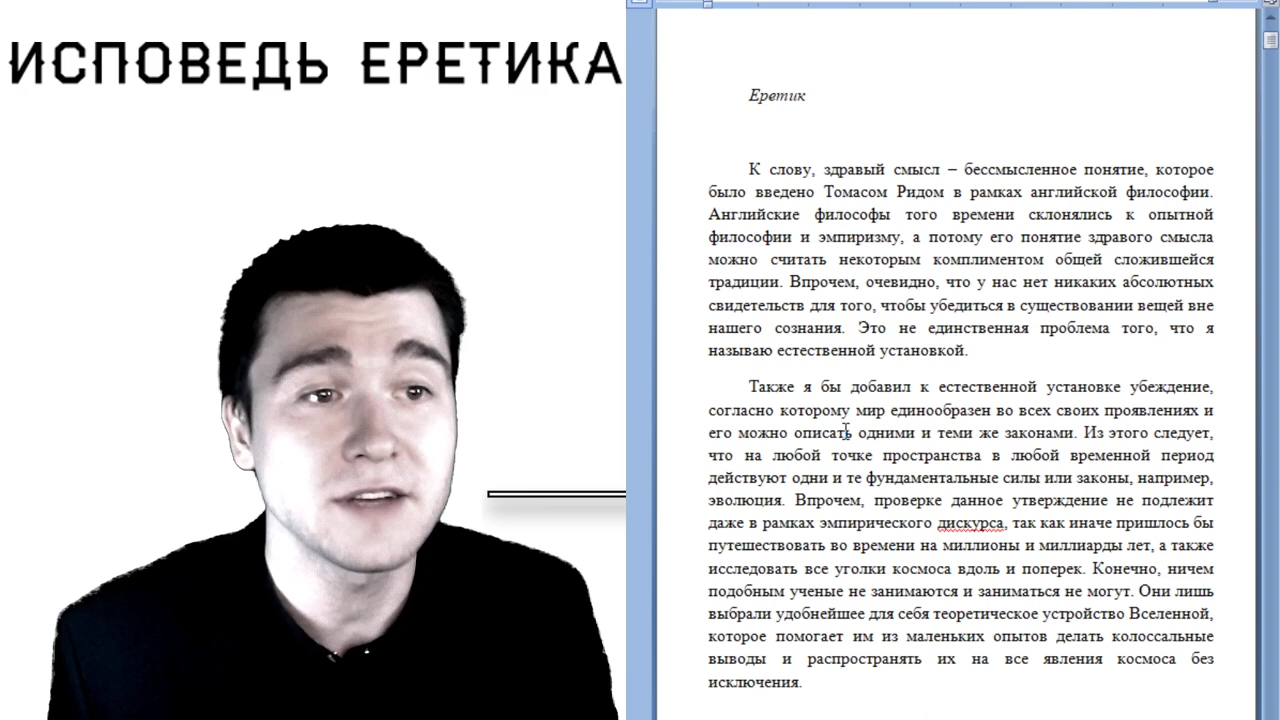 ИСПОВЕДЬ ЕРЕТИКА
Еретик
К слову, здравый смысл – бессмысленное понятие, которое
было введено Томасом Ридом в рамках английской философии.
Английские философы того времени склонялись к опытной
философии и эмпиризму, а потому его понятие здравого смысла
можно считать некоторым комплиментом общей сложившейся
традиции. Впрочем, очевидно, что у нас нет никаких абсолютных
свидетельств для того, чтобы убедиться в существовании вещей вне
нашего сознания. Это не единственная проблема того, что я
называю естественной установкой.
Также я бы добавил к естественной установке убеждение,
согласно которому мир единообразен во всех своих проявлениях и
его можно описать одними и теми же законами. Из этого следует,
что на любой точке пространства в любой временной период
действуют одни и те фундаментальные силы или законы, например,
эволюция. Впрочем, проверке данное утверждение не подлежит
даже в рамках эмпирического дискурса, так как иначе пришлось бы
путешествовать во времени на миллионы и миллиарды лет, а также
исследовать все уголки космоса вдоль и поперек. Конечно, ничем
подобным ученые не занимаются и заниматься не могут. Они лишь
выбрали удобнейшее для себя теоретическое устройство Вселенной,
которое помогает им из маленьких опытов делать колоссальные
выводы и распространять их на все явления космоса без
исключения.